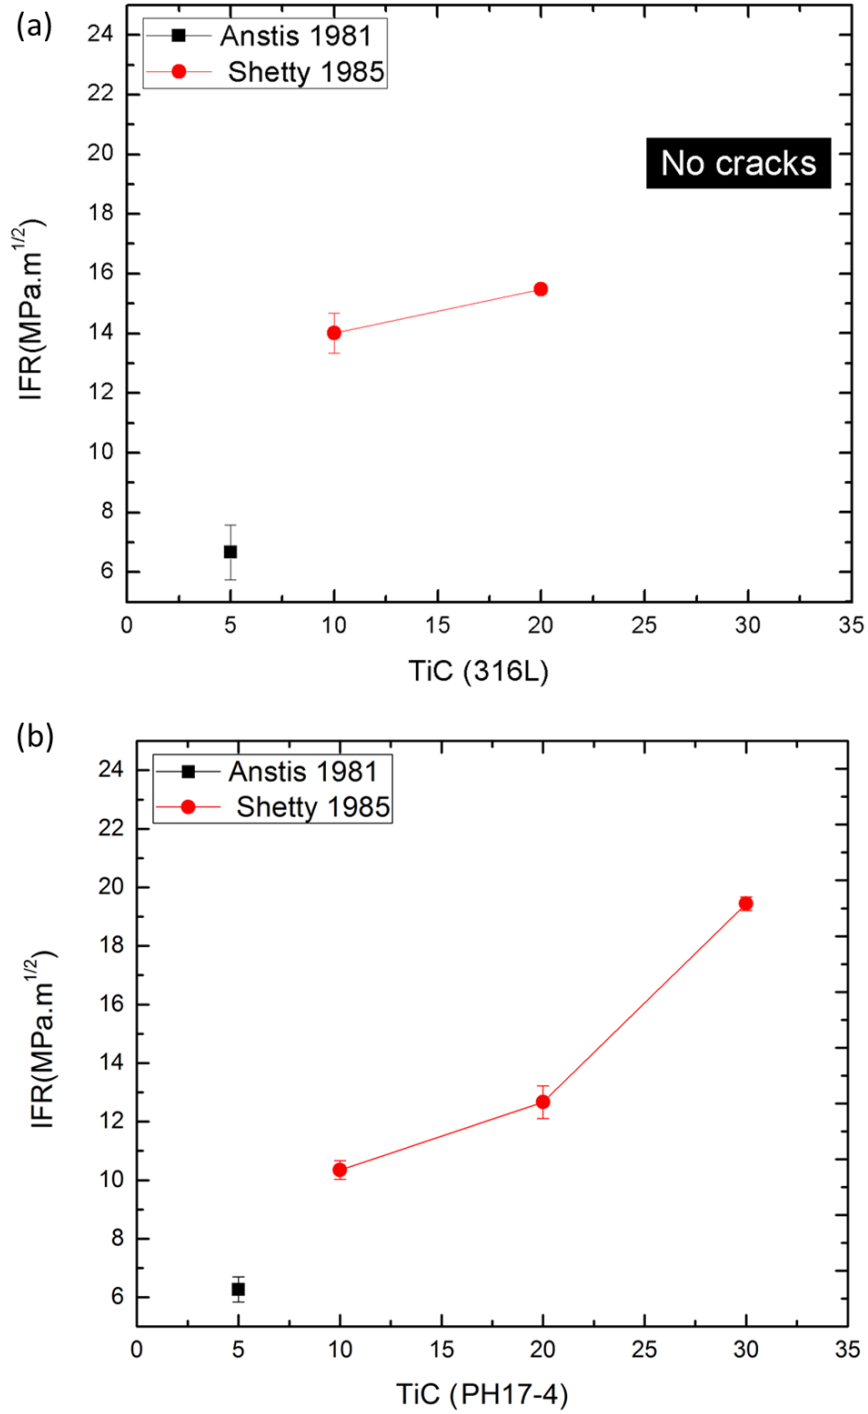 (a)
Anstis 1981
Shetty 1985
No cracks
24
22
20
18
16
14
12
10
8
6
IFR(MPa.m1/2)
0 5 10 15 20 25 30 35
TiC (316L)
(b)
Anstis 1981
Shetty 1985
24
22
20
18
16
14
12
10
8
6
IFR(MPa.m1/2)
0 5 10 15 20 25 30 35
TiC (PH17-4)